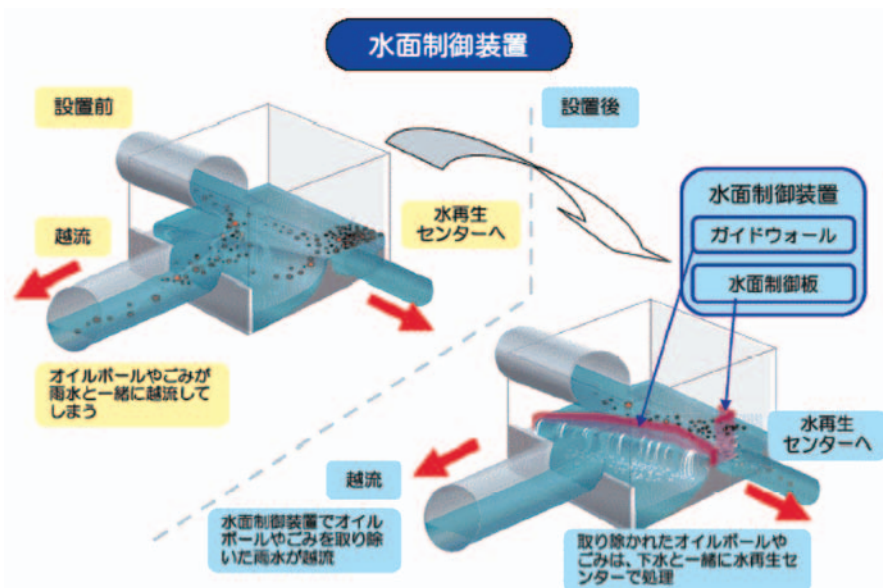 水面制御装置
設置前
設置後
越流
水再生
センターへ
オイルボールやごみが
雨水と一緒に越流して
しまう
水面制御装置
ガイドウォール
水面制御板
水再生
センターへ
越流
水面制御装置でオイル
ボールやごみを取り除
いた雨水が越流
取り除かれたオイルボールや
ごみは、下水と一緒に水再生セ
ンターで処理